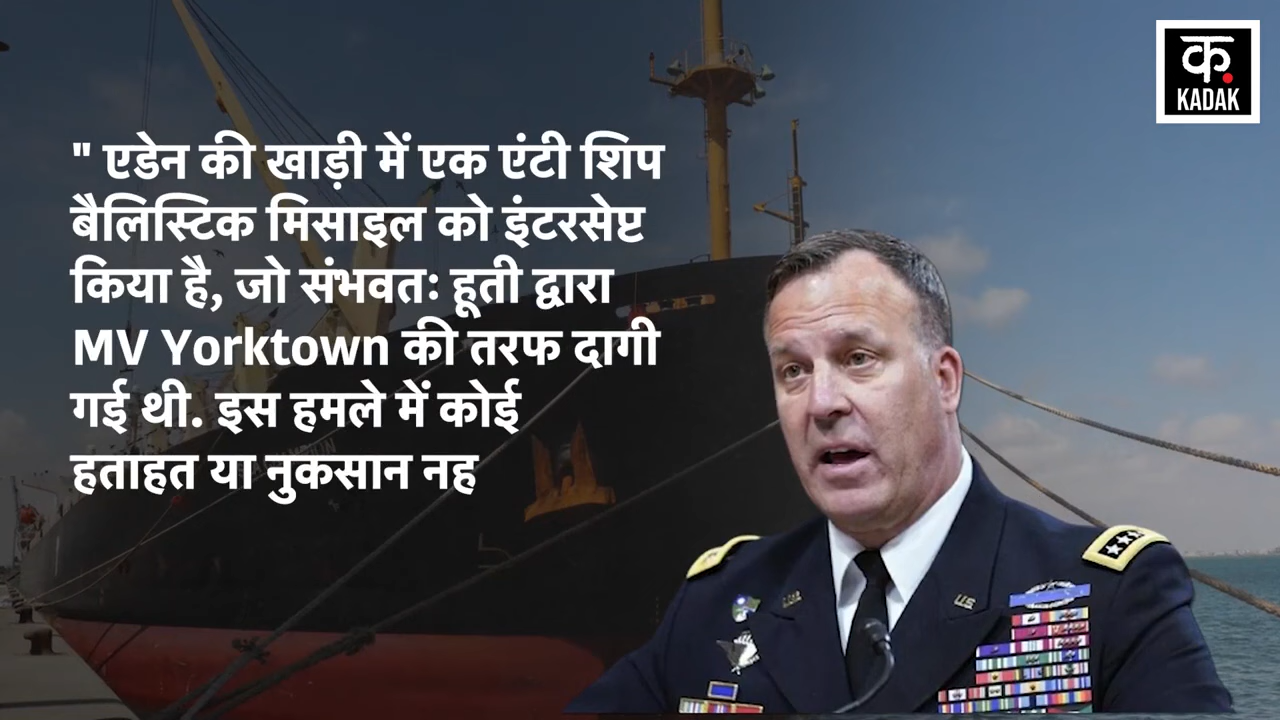 क.
KADAK
" एडेन की खाड़ी में एक एंटी शिप
बैलिस्टिक मिसाइल को इंटरसेप्ट
किया है, जो संभवतः हूती द्वारा
MV Yorktown की तरफ दागी
गई थी. इस हमले में कोई
हताहत या नुकसान नह